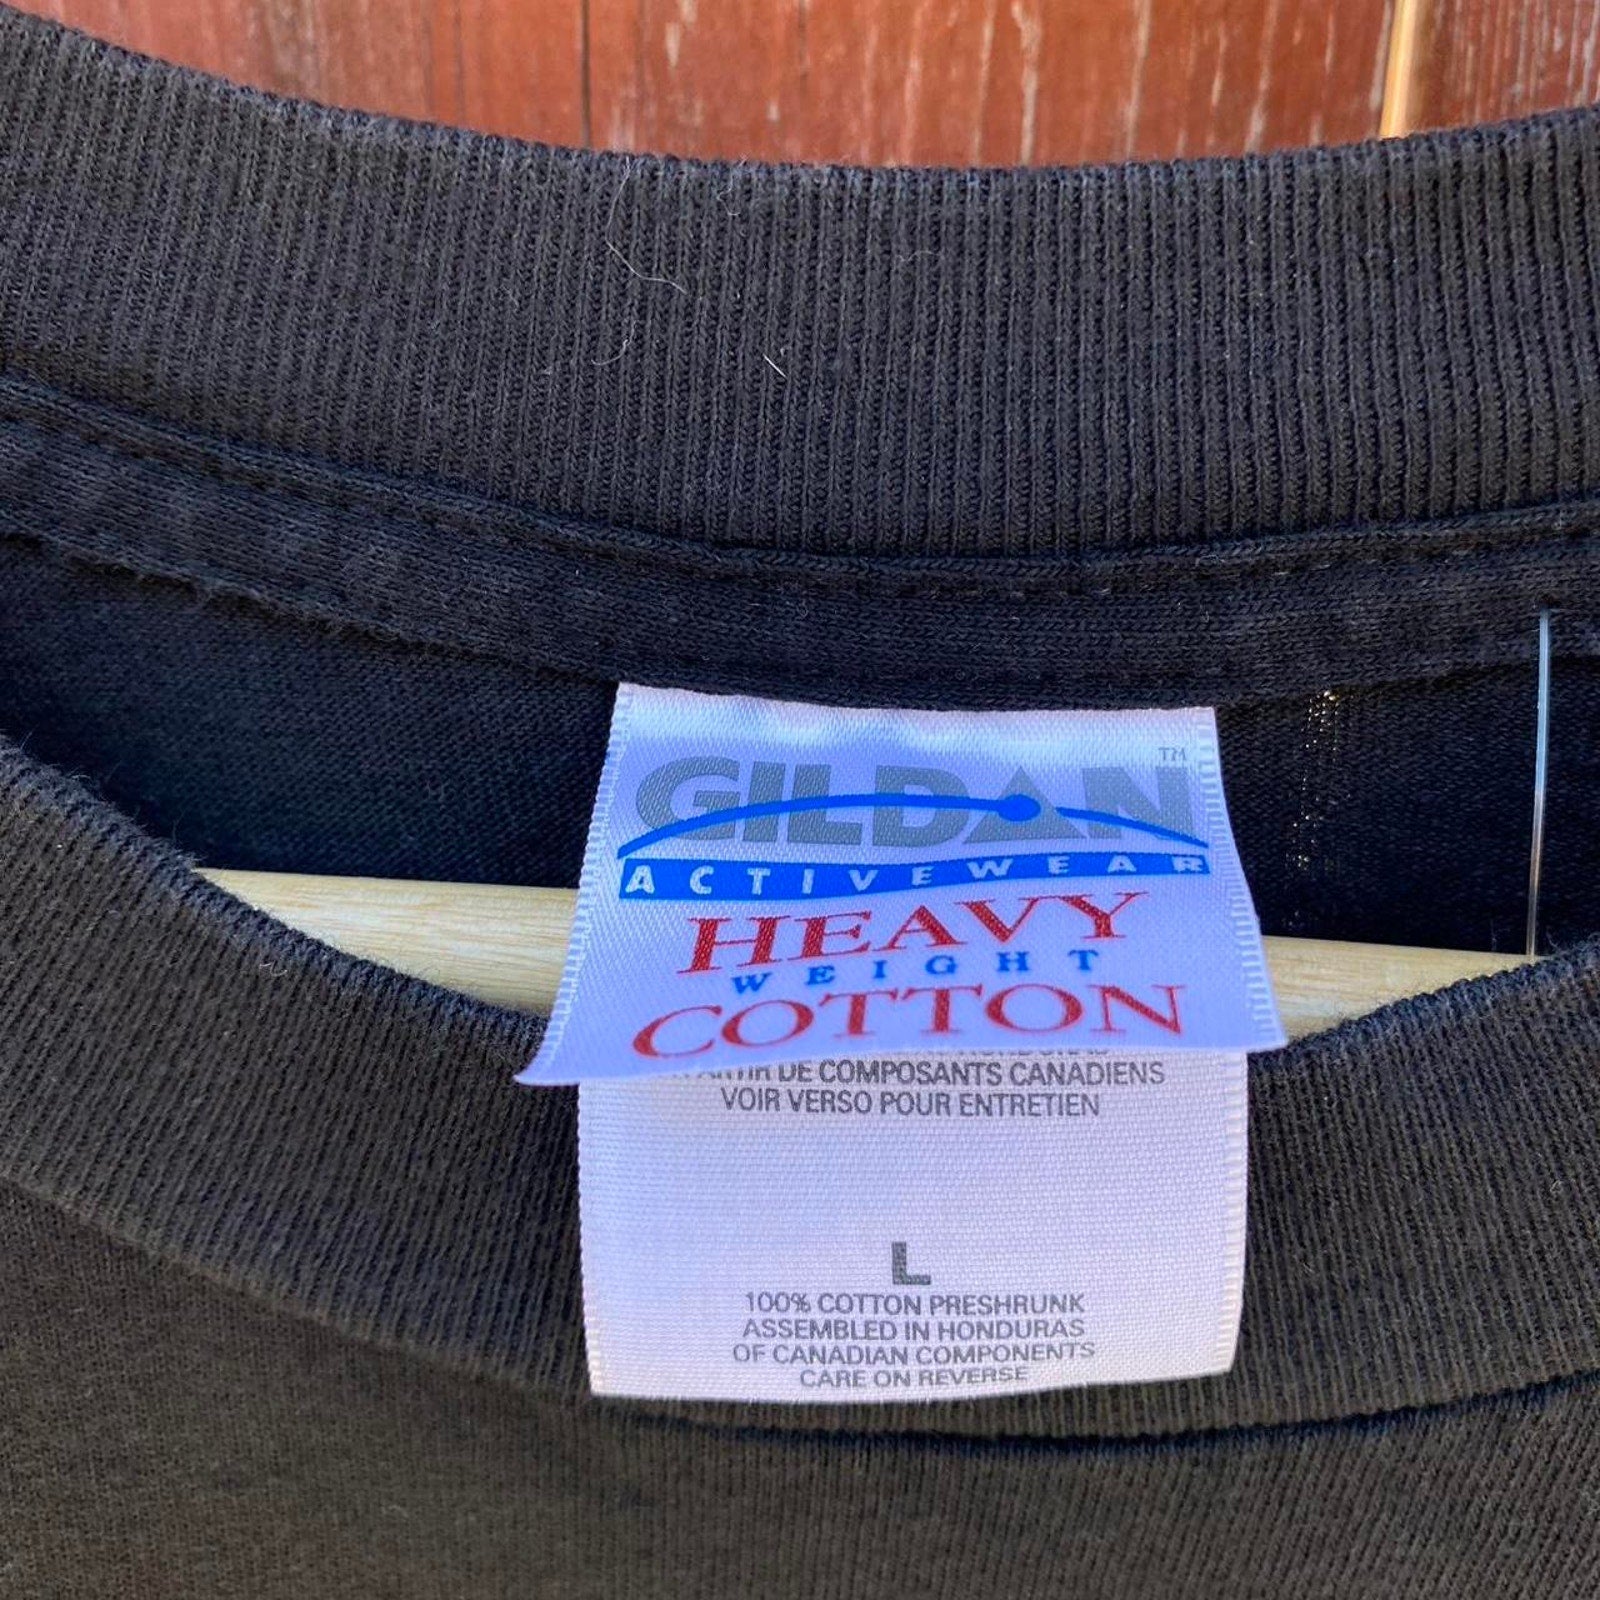 GILDAN™
ACTIVEWEAR
HEAVY
WEIGHT
COTTON
DE COMPOSANTS CANADIENS
VOIR VERSO POUR ENTRETIEN
L
100% COTTON PRESHRUNK
ASSEMBLED IN HONDURAS
OF CANADIAN COMPONENTS
CARE ON REVERSE